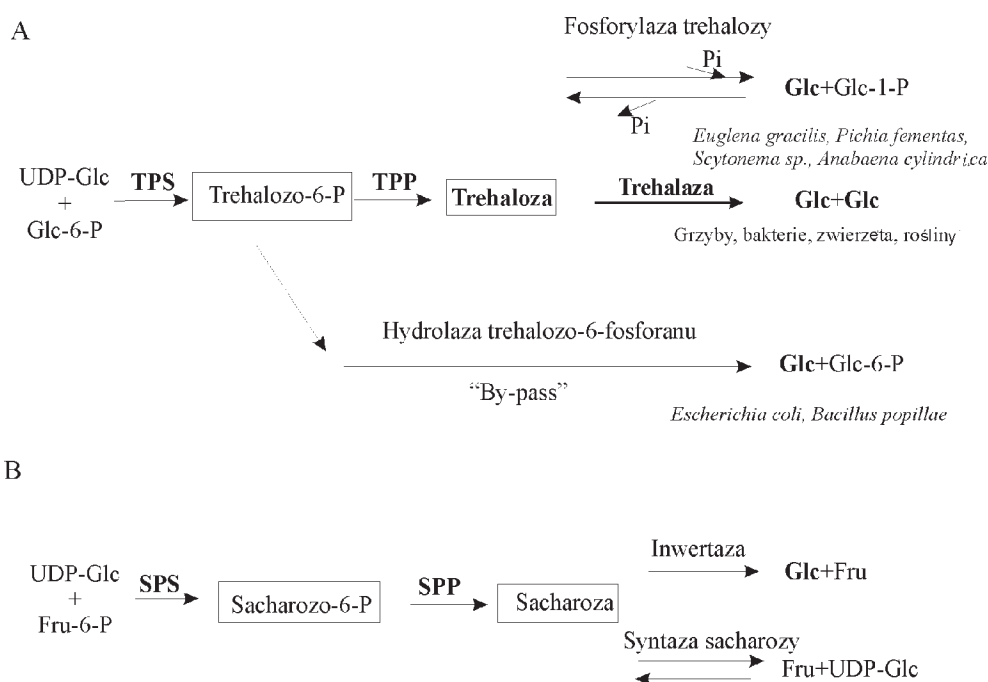 A
Fosforylaza trehalozy
Pi
Glc+Glc-1-P
Pi
Euglena gracilis, Pichia fementas,
Scytonema sp., Anabaena cylindrica
UDP-Glc
+
Glc-6-P
TPS
Trehalozo-6-P
TPP
Trehaloza
Trehalaza
Glc+Glc
Grzyby, bakterie, zwierzeta, rośliny
Hydrolaza trehalozo-6-fosforanu
Glc+Glc-6-P
“By-pass”
Escherichia coli, Bacillus popillae
B
UDP-Glc
+
Fru-6-P
SPS
Sacharozo-6-P
SPP
Sacharoza
Inwertaza
Glc+Fru
Syntaza sacharozy
Fru+UDP-Glc